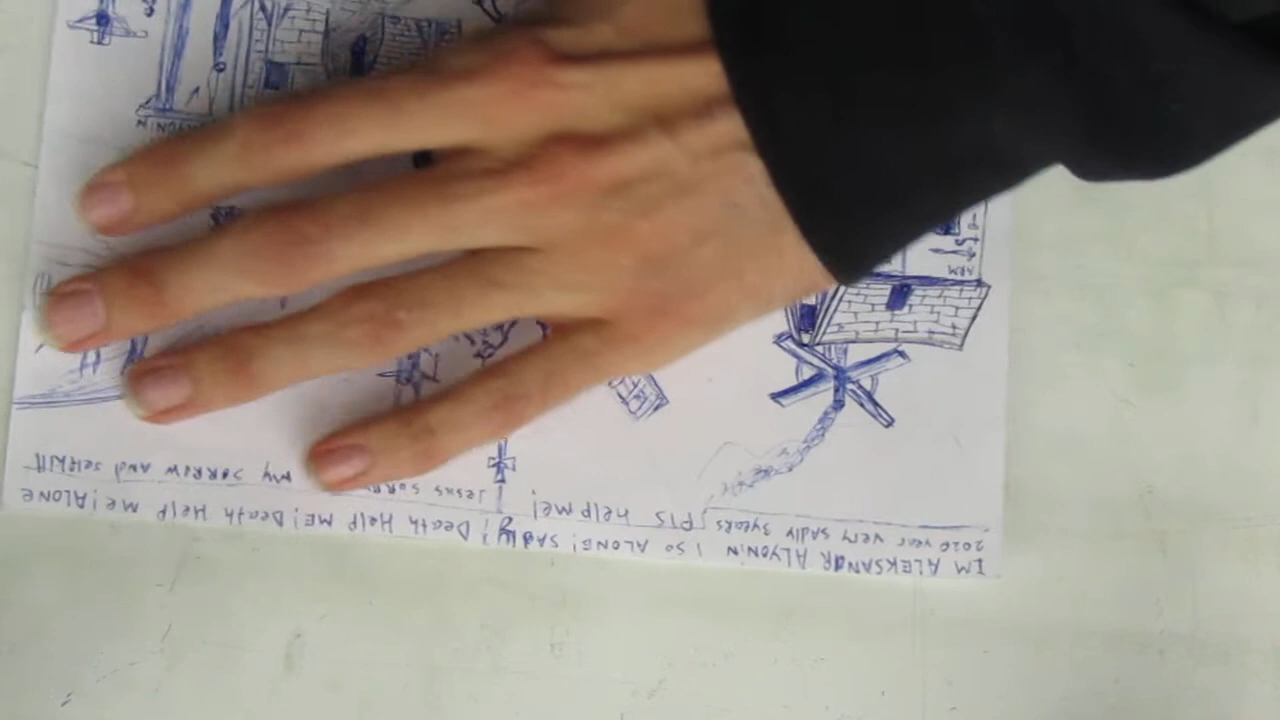 IM ALEKSANDR ALYONIN I SO ALONE! SADLY! Death Help ME! Death Help ME! ALONE
2020 year very sadly 3years PLS help me!
Jesus my sorrow and
ARM